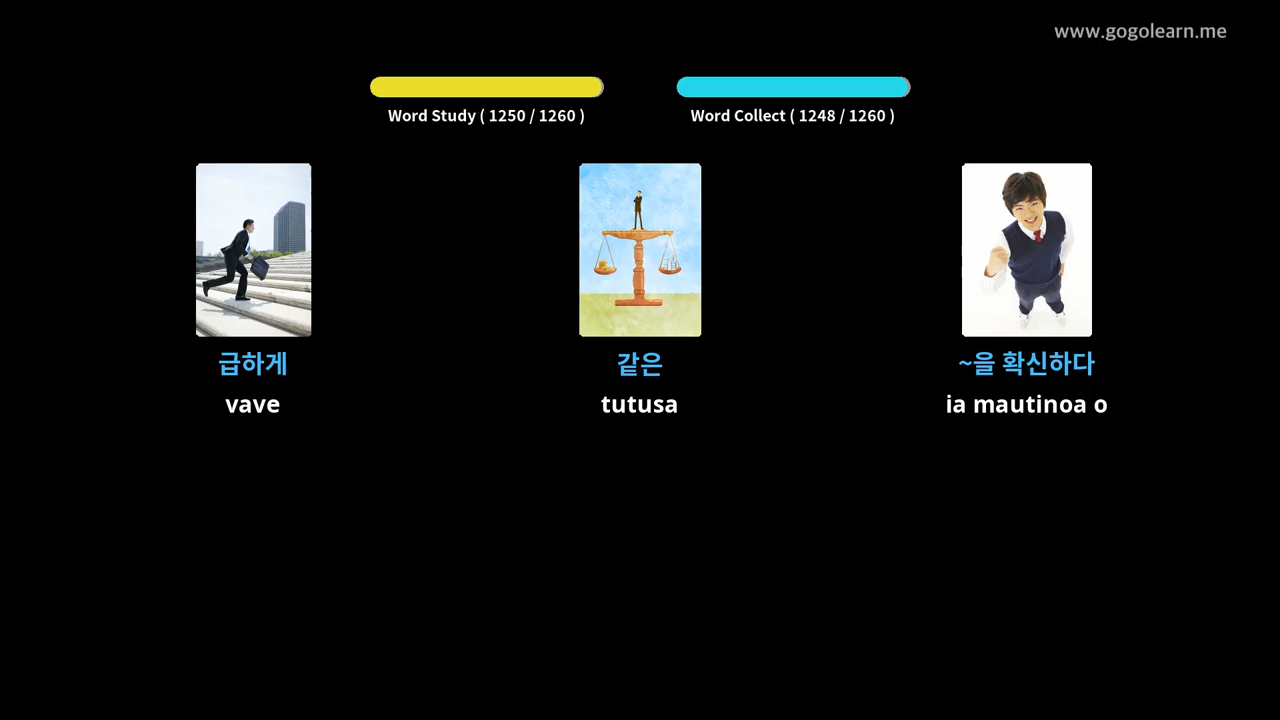 www.gogolearn.me
Word Study ( 1250 / 1260 )
Word Collect ( 1248 / 1260 )
급하게
같은
~을 확신하다
vave
tutusa
ia mautinoa o